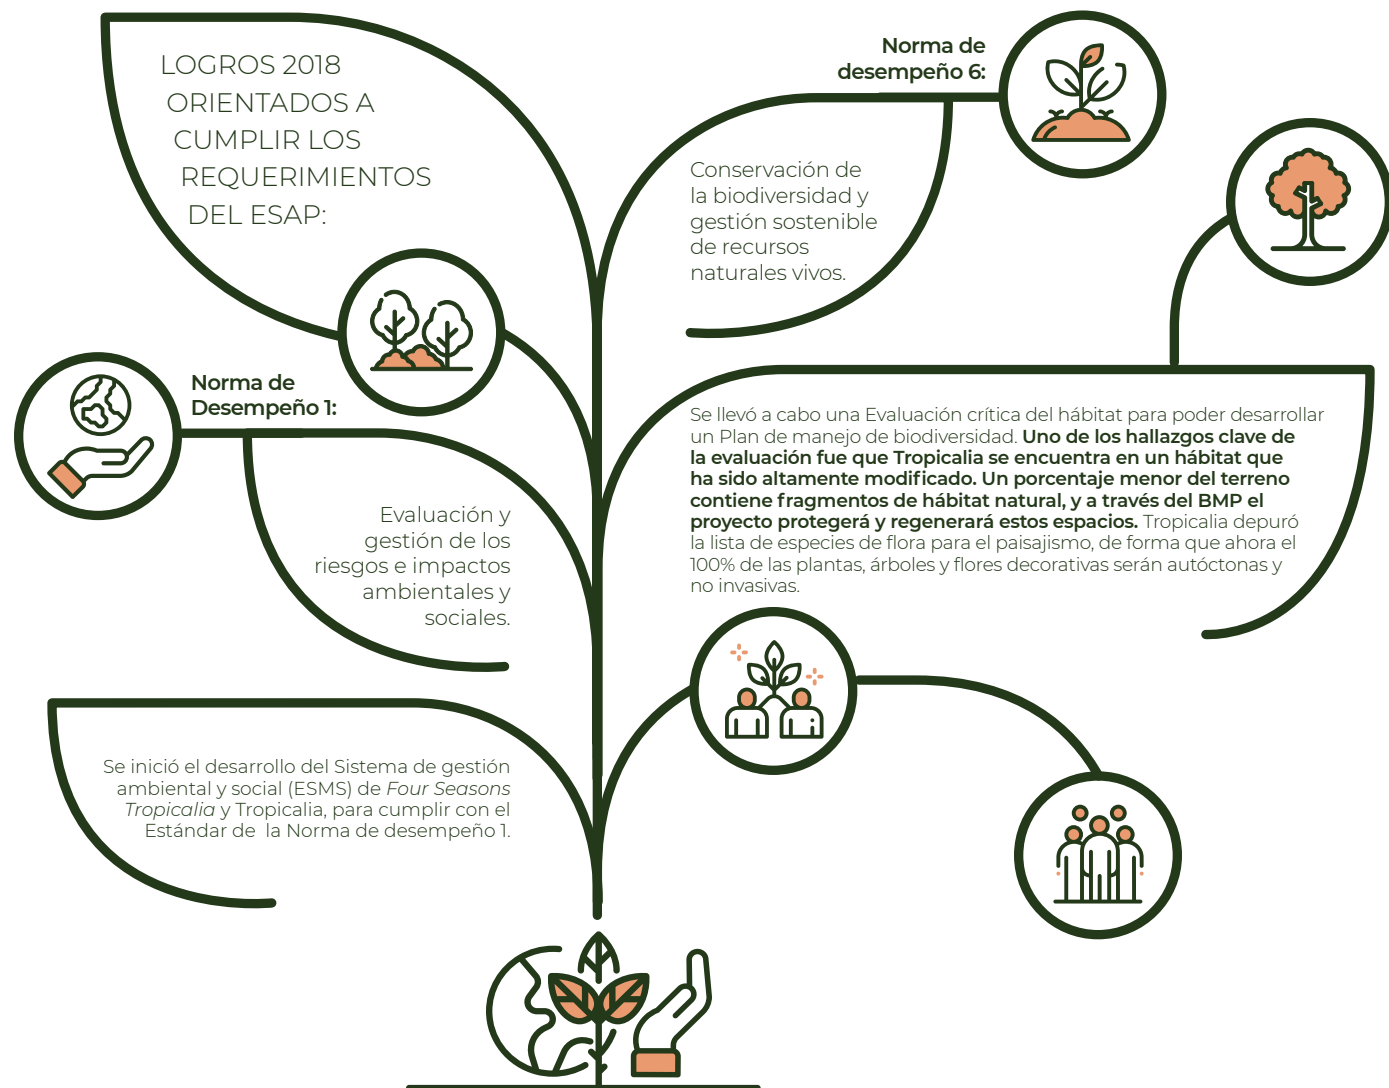 LOGROS 2018
ORIENTADOS A
CUMPLIR LOS
REQUERIMIENTOS
DEL ESAP:
Norma de
Desempeño 1:
Evaluación y
gestión de los
riesgos e impactos
ambientales y
sociales.
Se inició el desarrollo del Sistema de gestión
ambiental y social (ESMS) de Four Seasons
Tropicalia y Tropicalia, para cumplir con el
Estándar de la Norma de desempeño 1.
Norma de
desempeño 6:
Conservación de
la biodiversidad y
gestión sostenible
de recursos
naturales vivos.
Se llevó a cabo una Evaluación crítica del hábitat para poder desarrollar
un Plan de manejo de biodiversidad. Uno de los hallazgos clave de
la evaluación fue que Tropicalia se encuentra en un hábitat que
ha sido altamente modificado. Un porcentaje menor del terreno
contiene fragmentos de hábitat natural, y a través del BMP el
proyecto protegerá y regenerará estos espacios. Tropicalia depuró
la lista de especies de flora para el paisajismo, de forma que ahora el
100% de las plantas, árboles y flores decorativas serán autóctonas y
no invasivas.